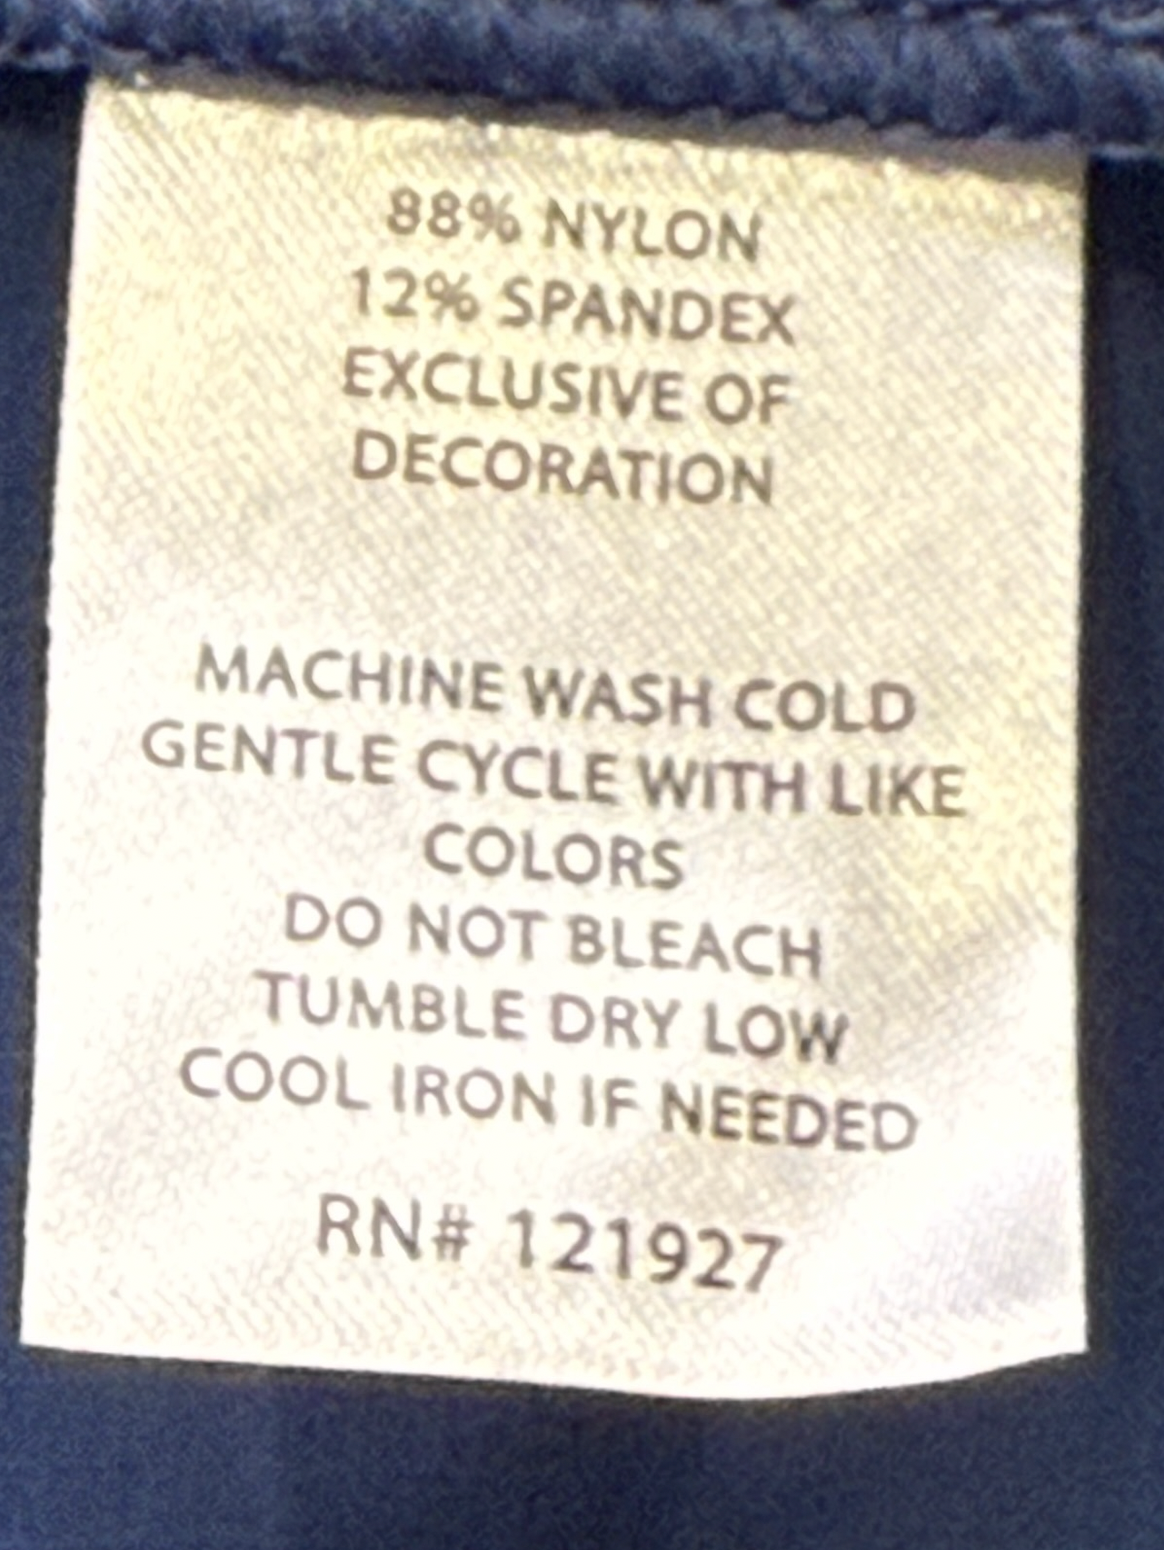 88% NYLON
12% SPANDEX
EXCLUSIVE OF
DECORATION
MACHINE WASH COLD
GENTLE CYCLE WITH LIKE
COLORS
DO NOT BLEACH
TUMBLE DRY LOW
COOL IRON IF NEEDED
RN# 121927